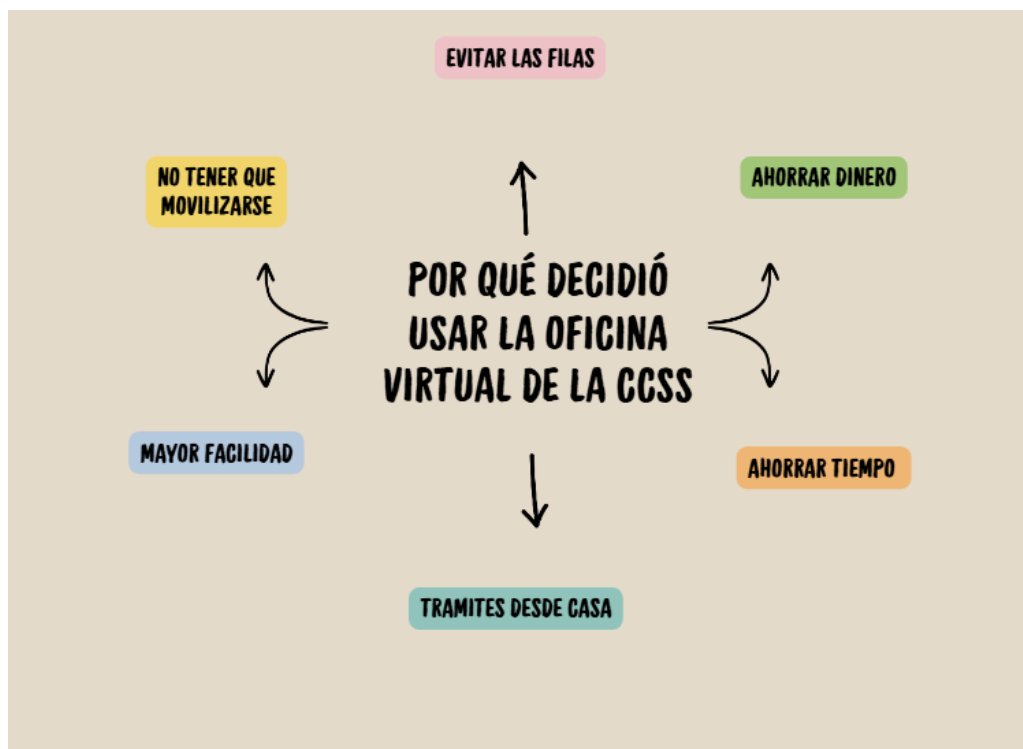 EVITAR LAS FILAS
NO TENER QUE
MOVILIZARSE
AHORRAR DINERO
POR QUÉ DECIDIÓ
USAR LA OFICINA
VIRTUAL DE LA CCSS
MAYOR FACILIDAD
AHORRAR TIEMPO
TRAMITES DESDE CASA